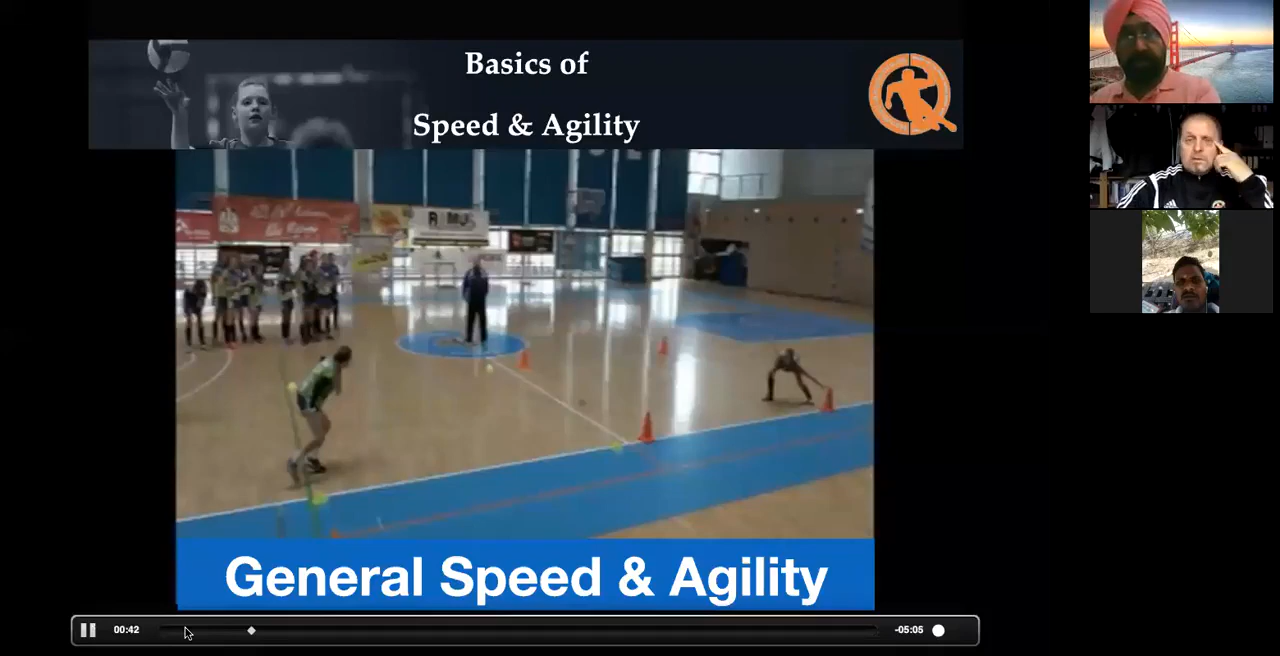 Basics of
Speed & Agility
General Speed & Agility
00:42
-05:05